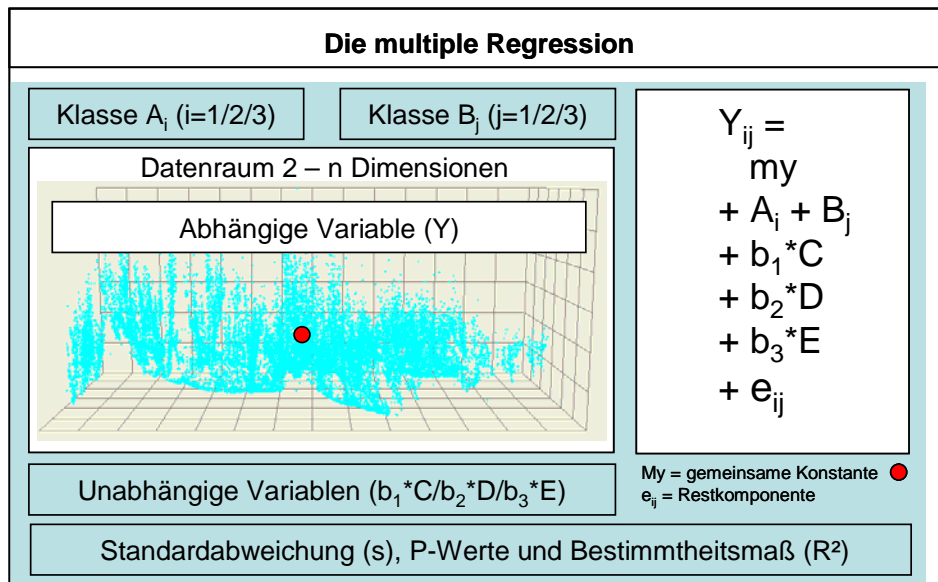 Die multiple Regression
Klasse Aᵢ (i=1/2/3)
Klasse Bⱼ (j=1/2/3)
Datenraum 2 – n Dimensionen
Abhängige Variable (Y)
Yᵢⱼ =
my
+ Aᵢ + Bⱼ
+ b₁*C
+ b₂*D
+ b₃*E
+ eᵢⱼ
My = gemeinsame Konstante
eᵢⱼ = Restkomponente
Unabhängige Variablen (b₁*C/b₂*D/b₃*E)
Standardabweichung (s), P-Werte und Bestimmtheitsmaß (R²)